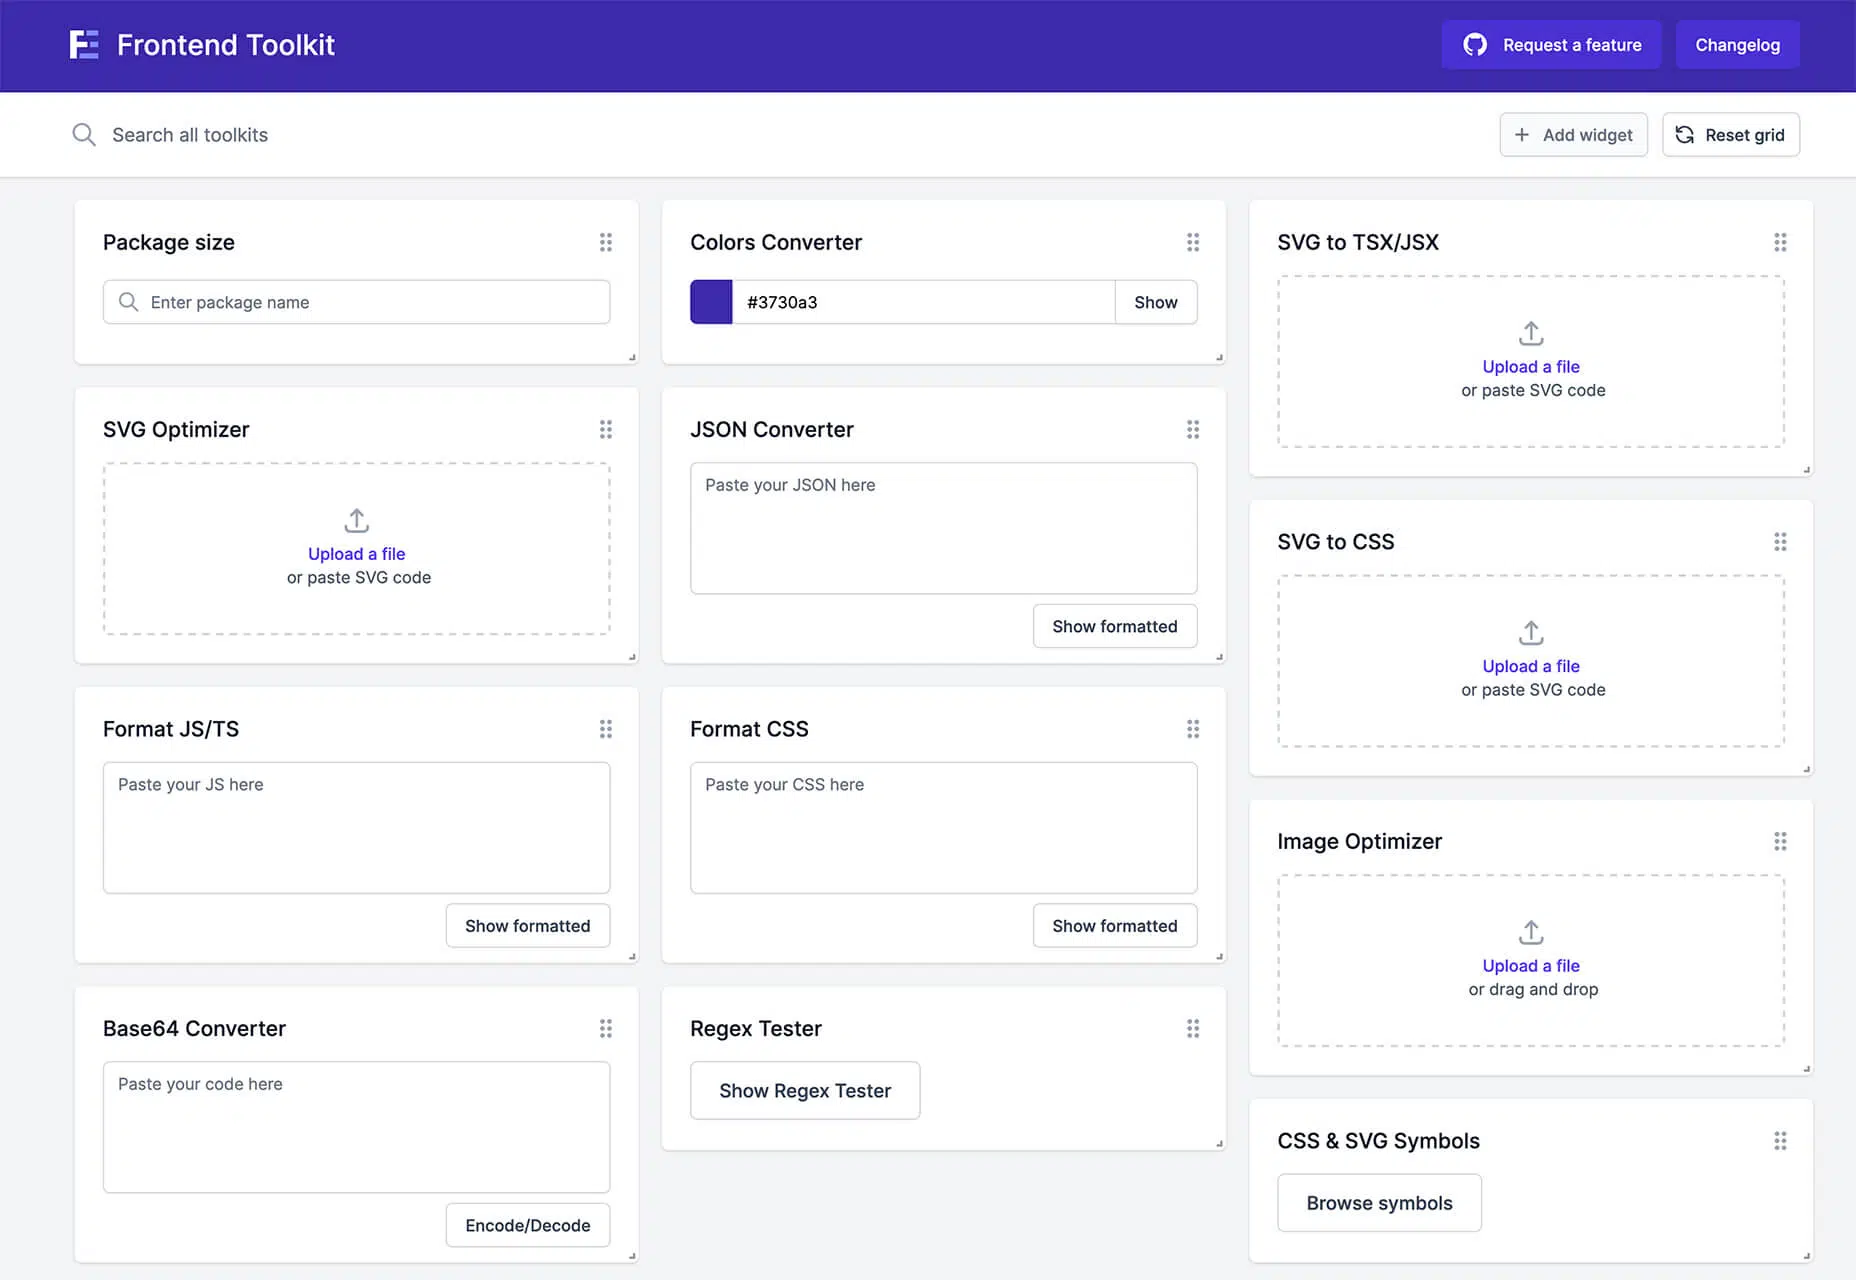 Frontend Toolkit
Request a feature
Changelog
Search all toolkits
Add widget
Reset grid
Package size
Enter package name
Colors Converter
#3730a3
Show
SVG to TSX/JSX
Upload a file
or paste SVG code
SVG Optimizer
Upload a file
or paste SVG code
JSON Converter
Paste your JSON here
Show formatted
SVG to CSS
Upload a file
or paste SVG code
Format JS/TS
Paste your JS here
Show formatted
Format CSS
Paste your CSS here
Show formatted
Image Optimizer
Upload a file
or drag and drop
Base64 Converter
Paste your code here
Encode/Decode
Regex Tester
Show Regex Tester
CSS & SVG Symbols
Browse symbols